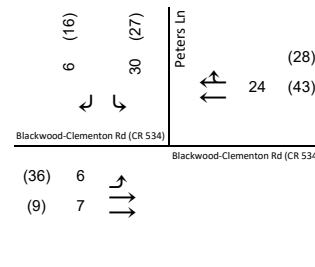 (16)
(27)
6
30
Peters Ln
(28)
24 (43)
Blackwood-Clementon Rd (CR 534)
Blackwood-Clementon Rd (CR 534
(36) 6
(9) 7